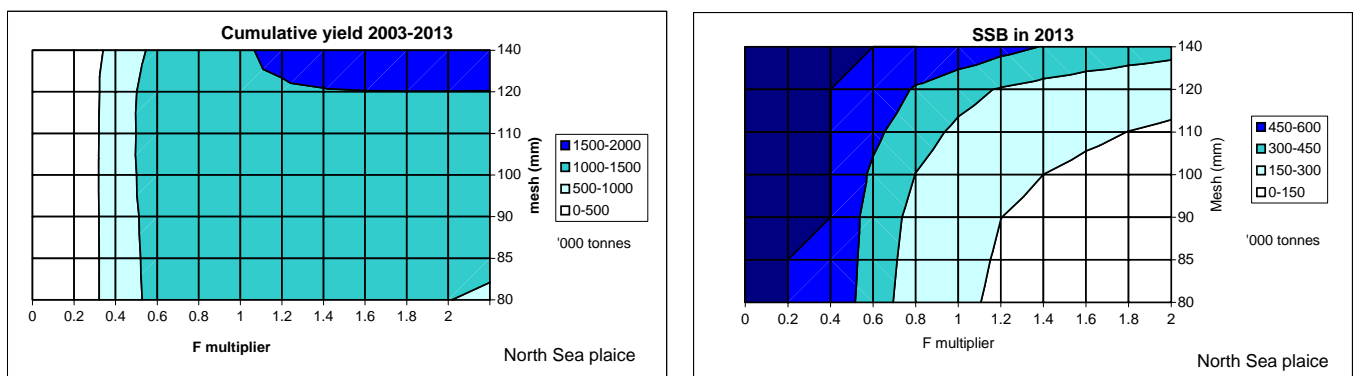 Cumulative yield 2003-2013
140
120
110
100
90
85
80
mesh (mm)
0 0.2 0.4 0.6 0.8 1 1.2 1.4 1.6 1.8 2
F multiplier
1500-2000
1000-1500
500-1000
0-500
'000 tonnes
North Sea plaice
SSB in 2013
140
120
110
100
90
85
80
Mesh (mm)
0 0.2 0.4 0.6 0.8 1 1.2 1.4 1.6 1.8 2
F multiplier
450-600
300-450
150-300
0-150
'000 tonnes
North Sea plaice